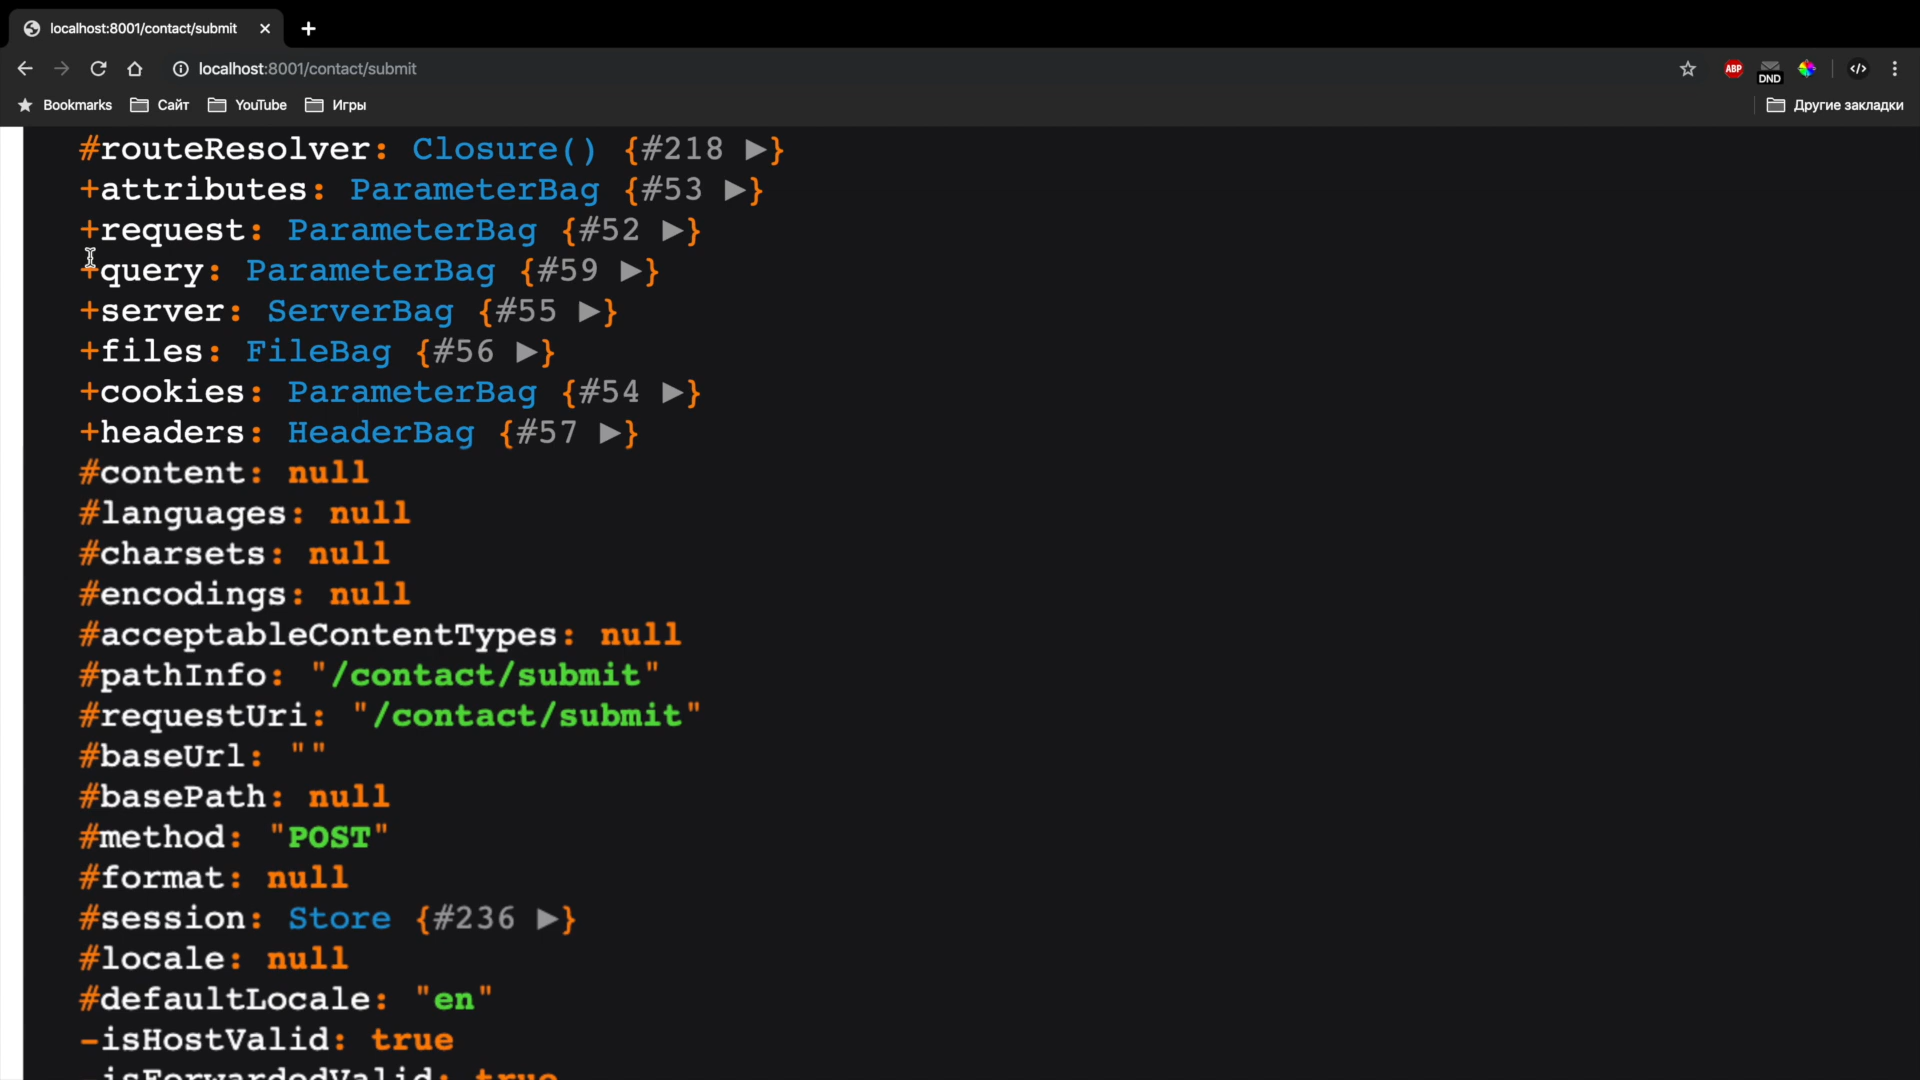 localhost:8001/contact/submit
localhost:8001/contact/submit
ABP
DND
Bookmarks Сайт YouTube Игры Другие закладки
#routeResolver: Closure() {#218 ▶}
+attributes: ParameterBag {#53 ▶}
+request: ParameterBag {#52 ▶}
+query: ParameterBag {#59 ▶}
+server: ServerBag {#55 ▶}
+files: FileBag {#56 ▶}
+cookies: ParameterBag {#54 ▶}
+headers: HeaderBag {#57 ▶}
#content: null
#languages: null
#charsets: null
#encodings: null
#acceptableContentTypes: null
#pathInfo: "/contact/submit"
#requestUri: "/contact/submit"
#baseUrl: ""
#basePath: null
#method: "POST"
#format: null
#session: Store {#236 ▶}
#locale: null
#defaultLocale: "en"
-isHostValid: true
-isForwardedValid: true